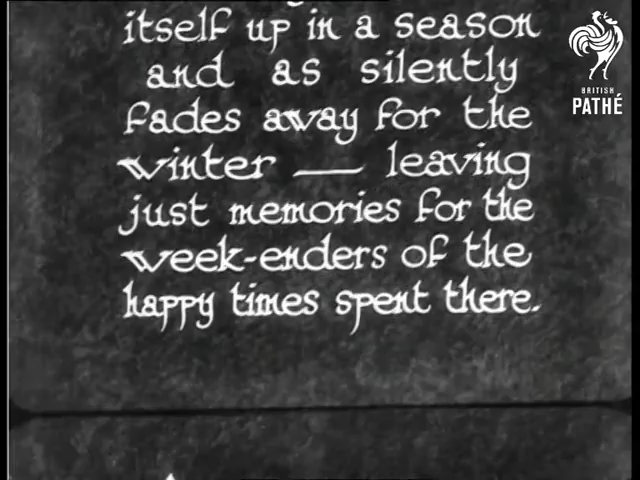 itself up in a season
and as silently
fades away for the
winter — leaving
just memories for the
week-enders of the
happy times spent there.
BRITISH
PATHÉ